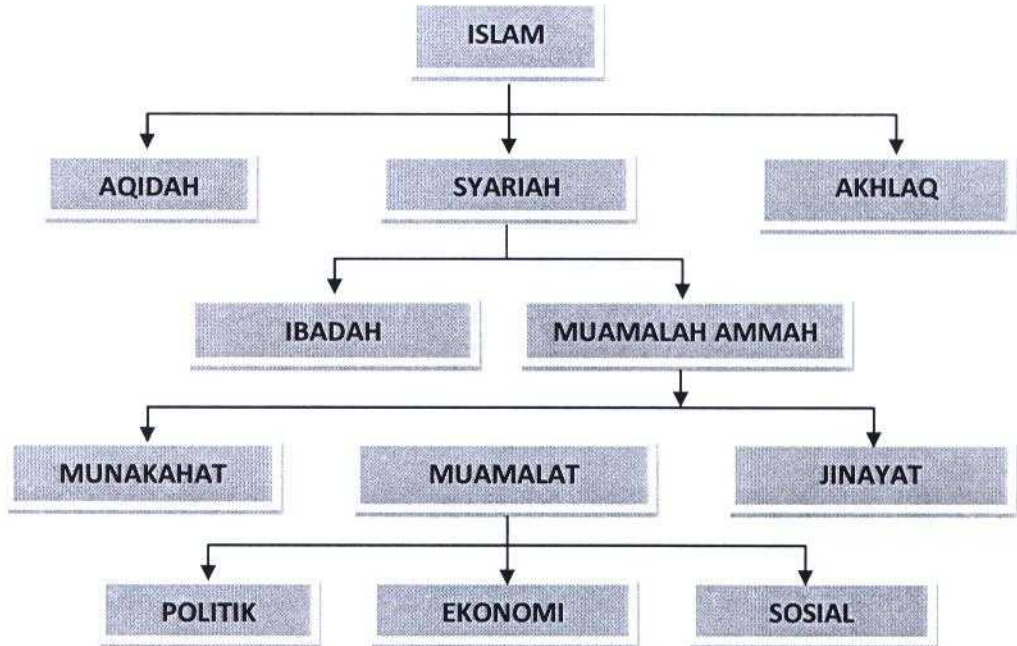 ISLAM
AQIDAH
SYARIAH
AKHLAQ
IBADAH
MUAMALAH AMMAH
MUNAKAHAT
MUAMALAT
JINAYAT
POLITIK
EKONOMI
SOSIAL